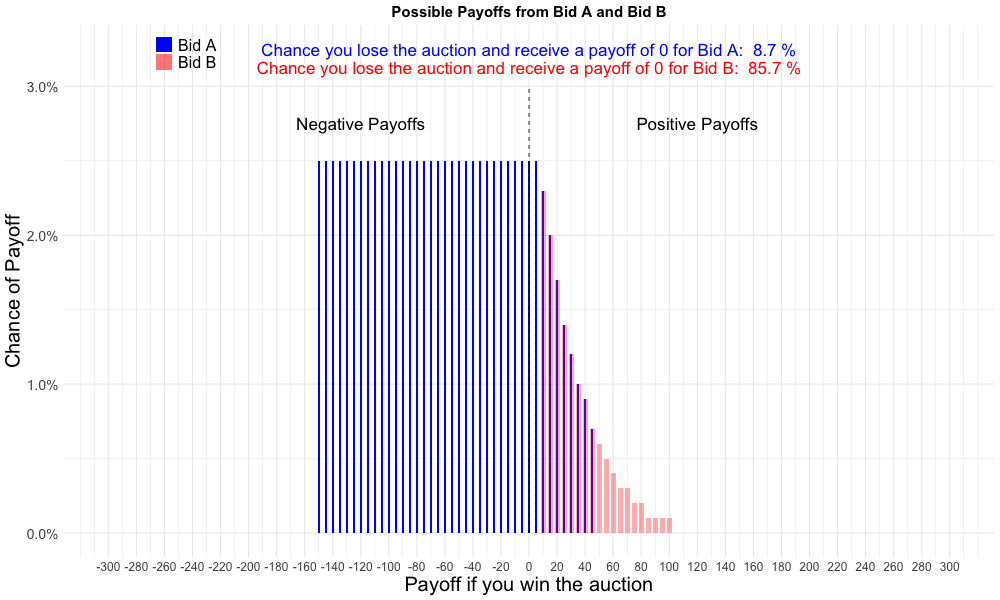 Possible Payoffs from Bid A and Bid B
Bid A
Bid B
Chance you lose the auction and receive a payoff of 0 for Bid A: 8.7 %
Chance you lose the auction and receive a payoff of 0 for Bid B: 85.7 %
Negative Payoffs
Positive Payoffs
Chance of Payoff
3.0%
2.0%
1.0%
0.0%
-300 -280 -260 -240 -220 -200 -180 -160 -140 -120 -100 -80 -60 -40 -20 0 20 40 60 80 100 120 140 160 180 200 220 240 260 280 300
Payoff if you win the auction